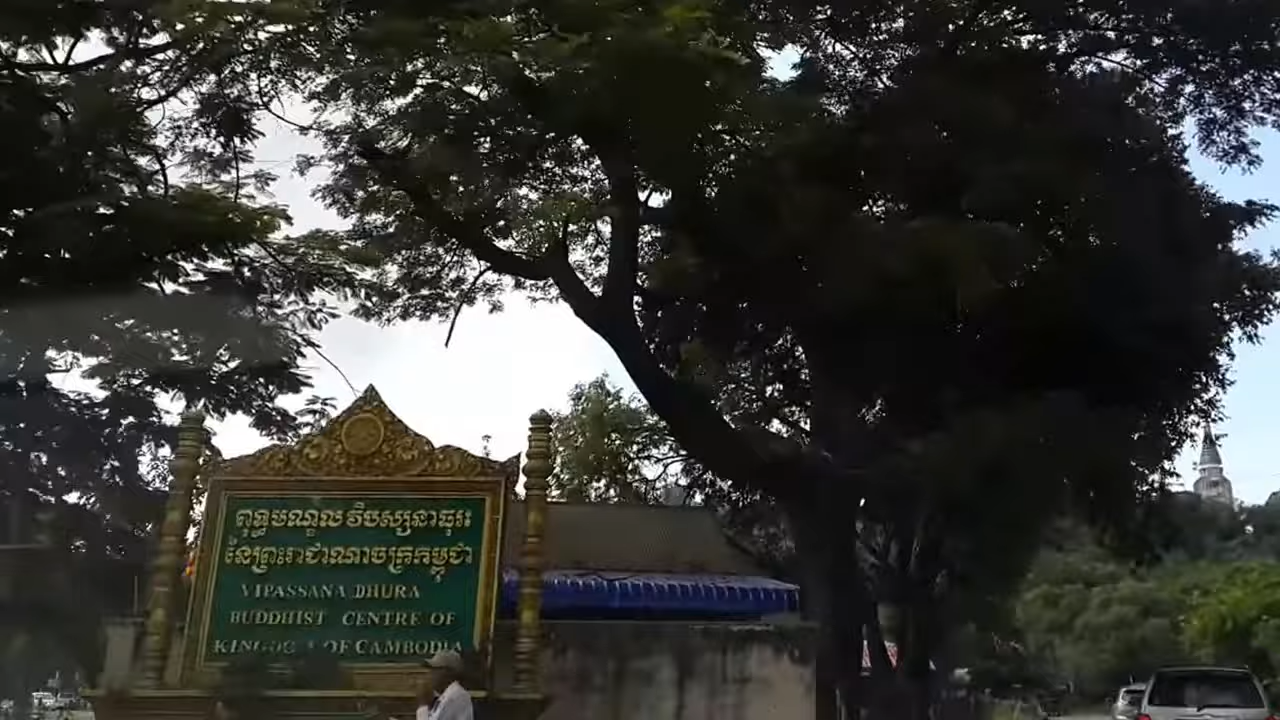 ពុទ្ធមណ្ឌលវិបស្សនាធុរៈ
នៃព្រះរាជាណាចក្រកម្ពុជា
VIPASSANA DHURA
BUDDHIST CENTRE OF
OF CAMBODIA